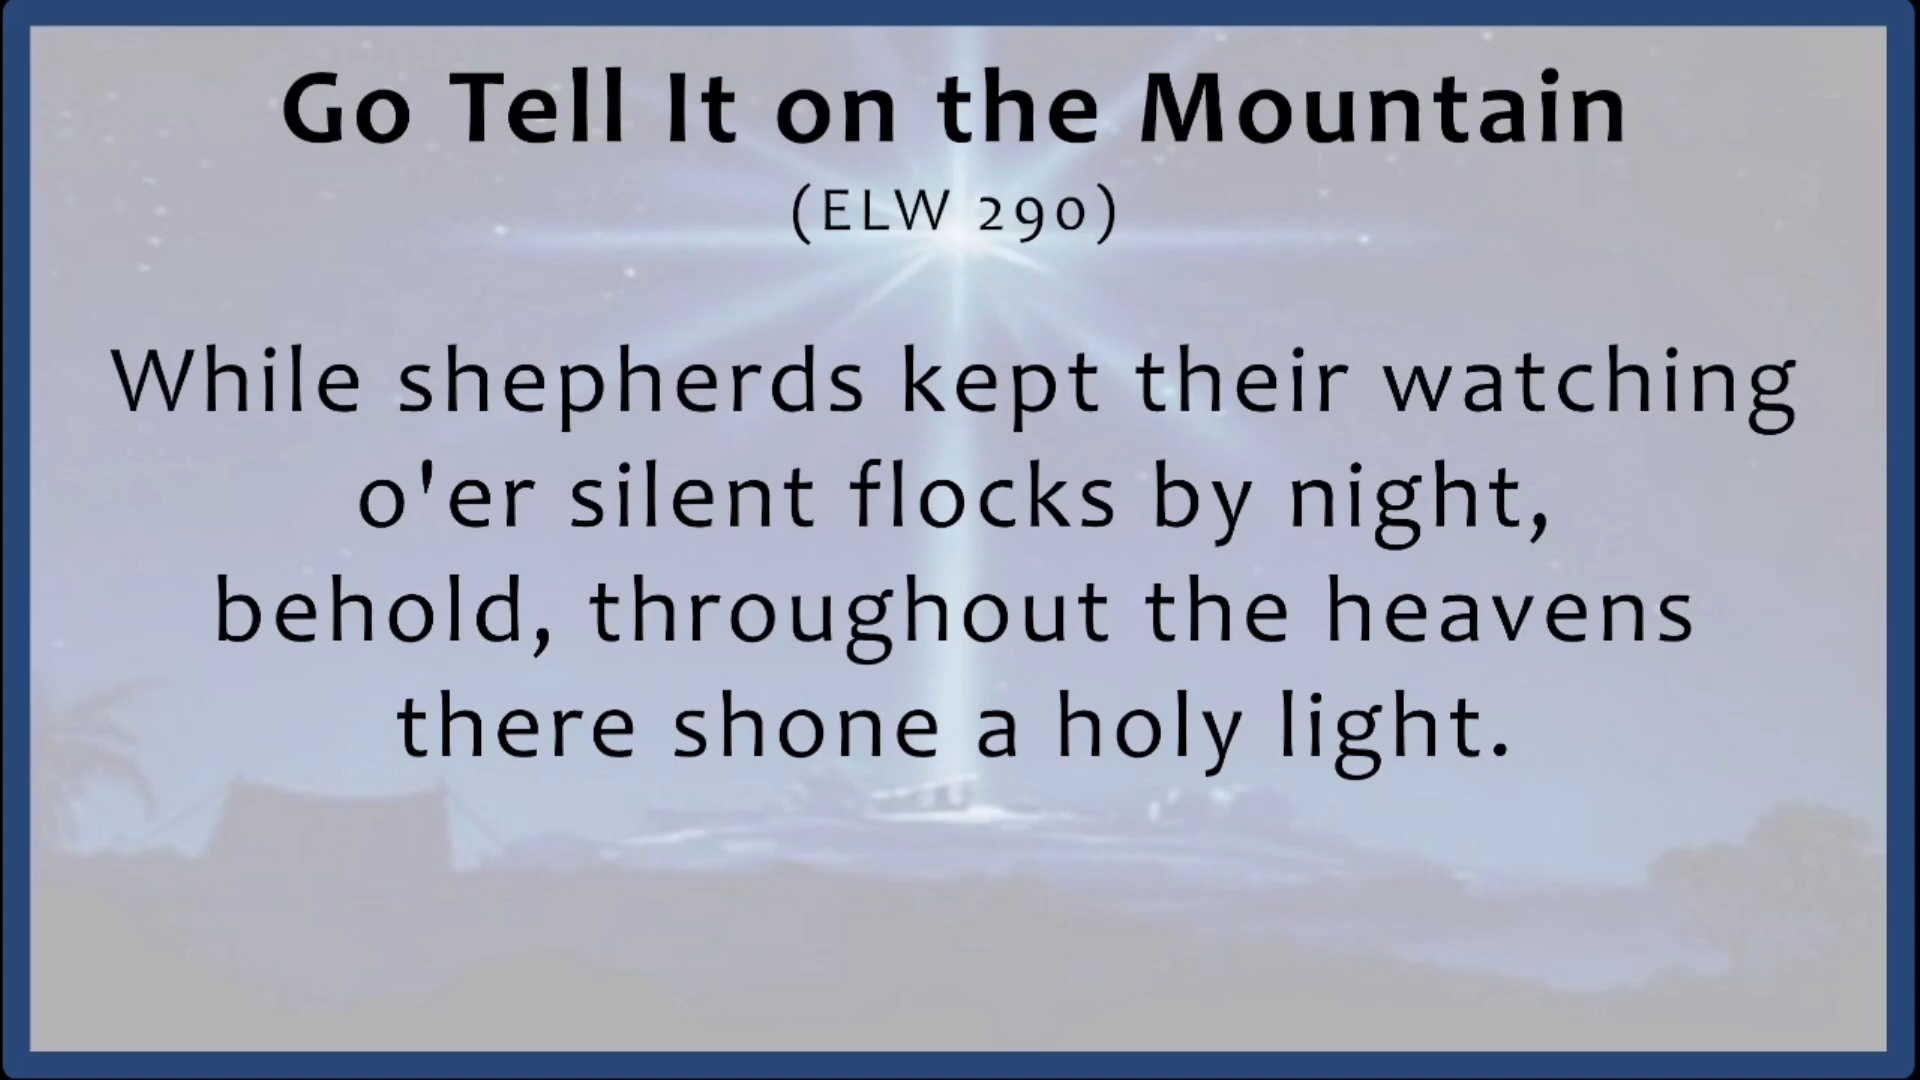 Go Tell It on the Mountain
(ELW 290)
While shepherds kept their watching
o'er silent flocks by night,
behold, throughout the heavens
there shone a holy light.